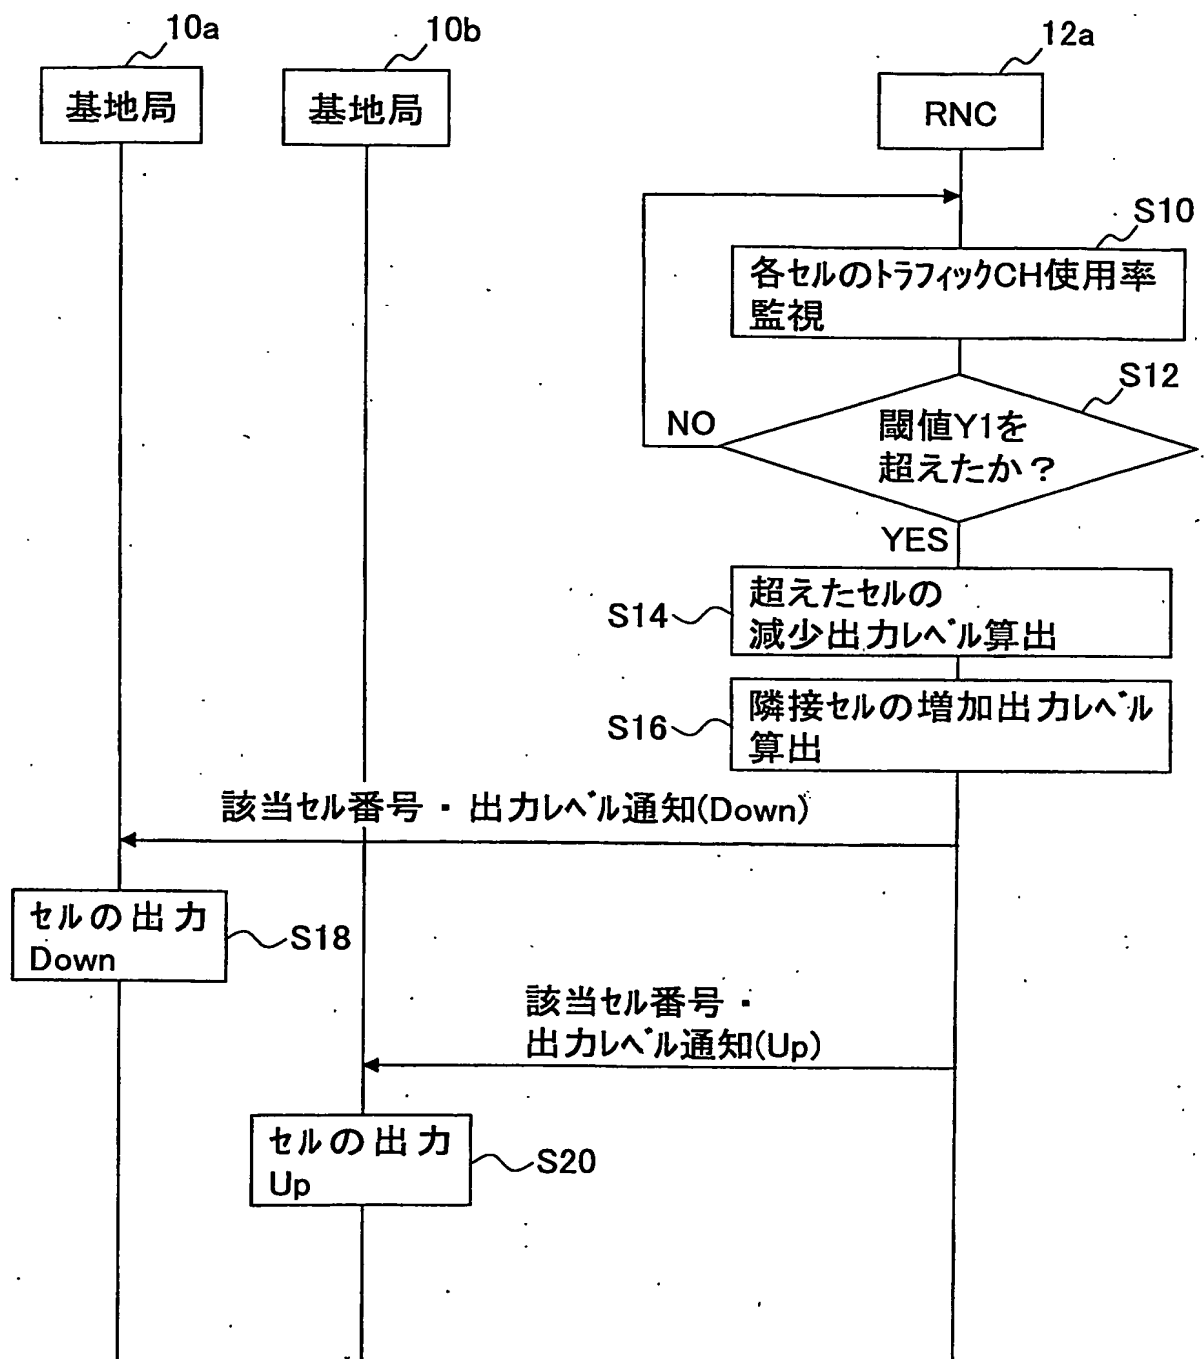 10a
10b
12a
基地局
基地局
RNC
S10
各セルのトラフィックCH使用率
監視
S12
NO
閾値Y1を
超えたか？
YES
S14
超えたセルの
減少出力レベル算出
S16
隣接セルの増加出力レベル
算出
該当セル番号・出力レベル通知(Down)
セルの出力
Down
S18
該当セル番号・
出力レベル通知(Up)
セルの出力
Up
S20